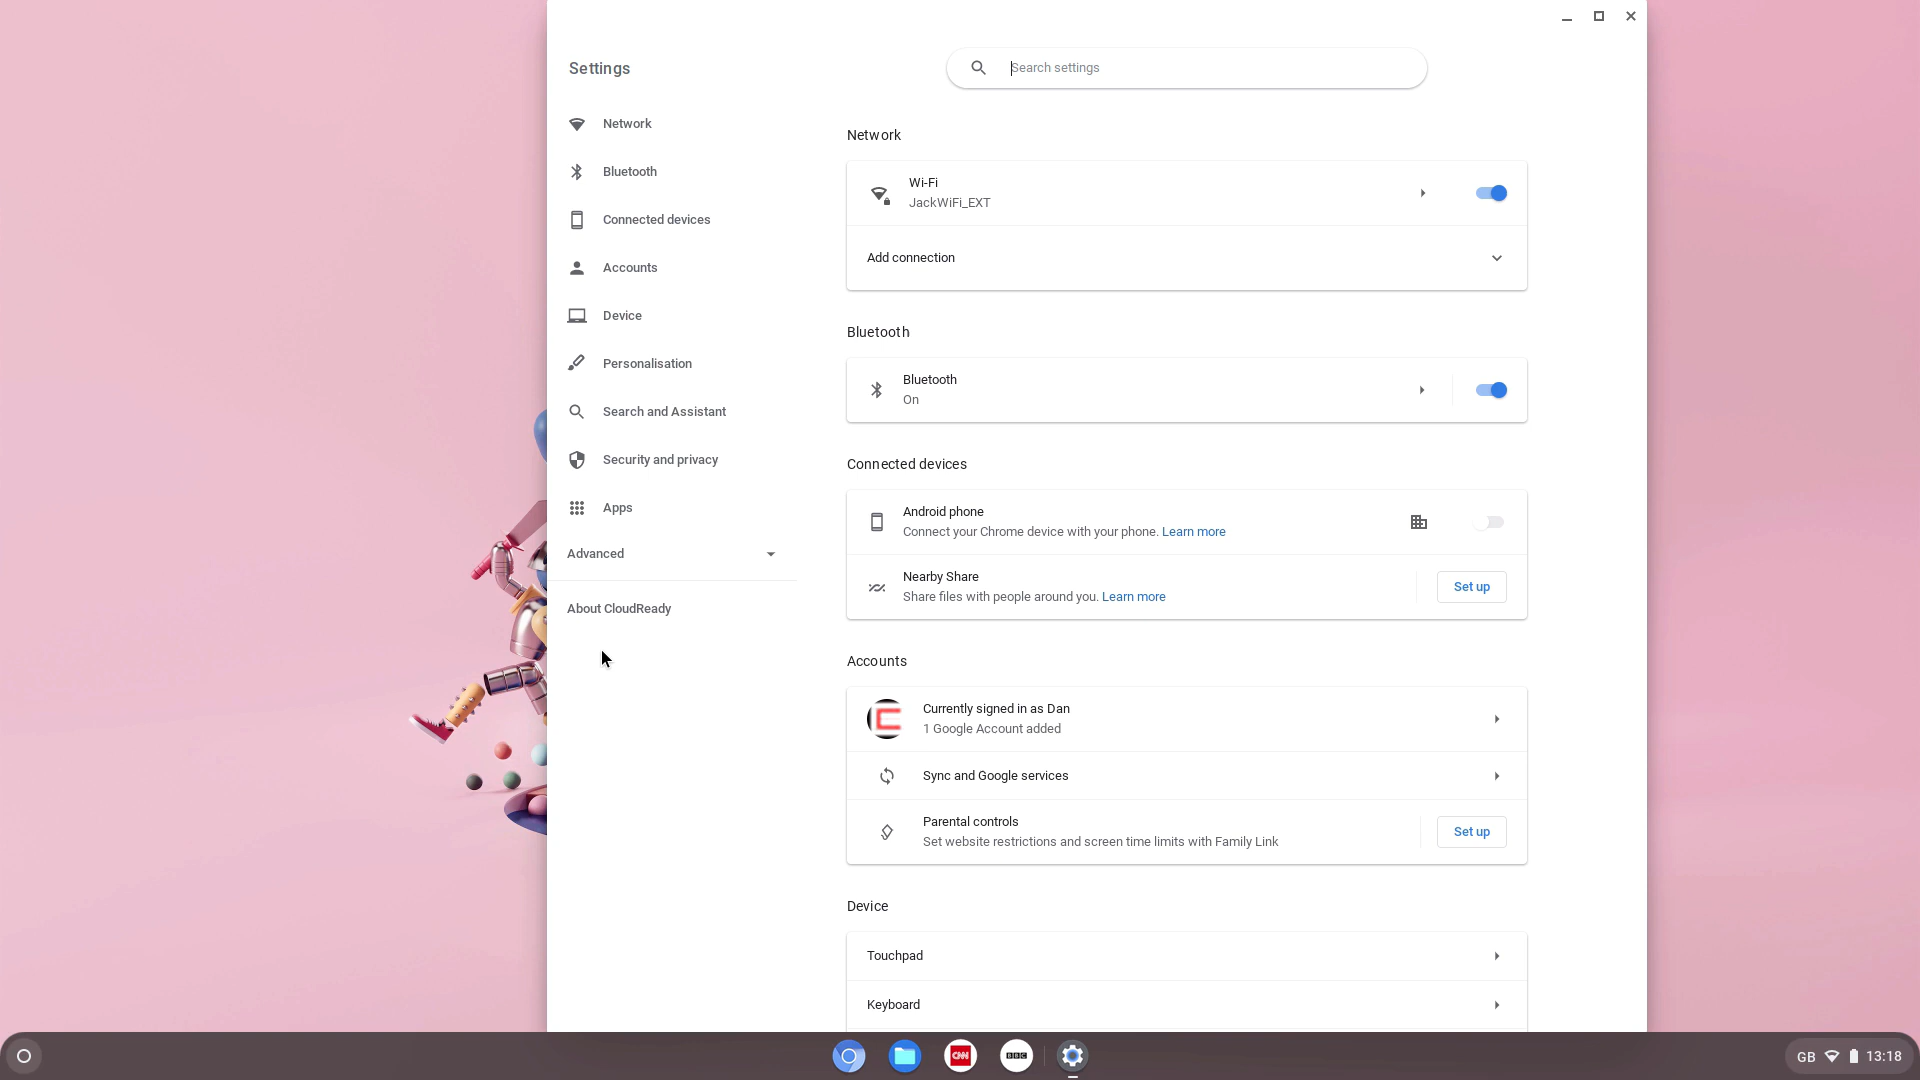 Settings
Search settings
Network
Bluetooth
Connected devices
Accounts
Device
Personalisation
Search and Assistant
Security and privacy
Apps
Advanced
About CloudReady
Network
Wi-Fi
JackWiFi_EXT
Add connection
Bluetooth
Bluetooth
On
Connected devices
Android phone
Connect your Chrome device with your phone. Learn more
Nearby Share
Share files with people around you. Learn more
Set up
Accounts
Currently signed in as Dan
1 Google Account added
Sync and Google services
Parental controls
Set website restrictions and screen time limits with Family Link
Set up
Device
Touchpad
Keyboard
CNN
BBC
GB
13:18